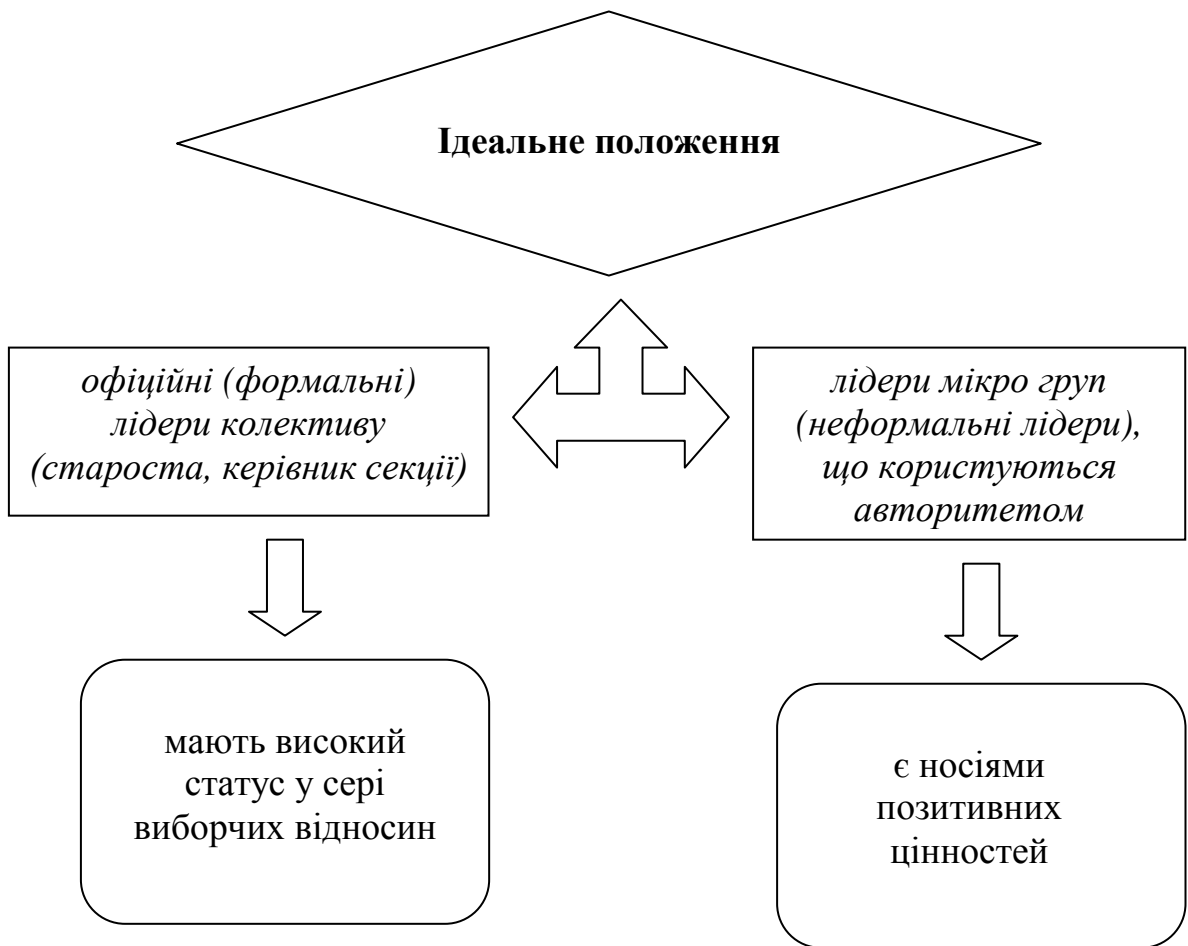 Ідеальне положення
офіційні (формальні)
лідери колективу
(староста, керівник секції)
лідери мікро груп
(неформальні лідери),
що користуються
авторитетом
мають високий
статус у сері
виборчих відносин
є носіями
позитивних
цінностей